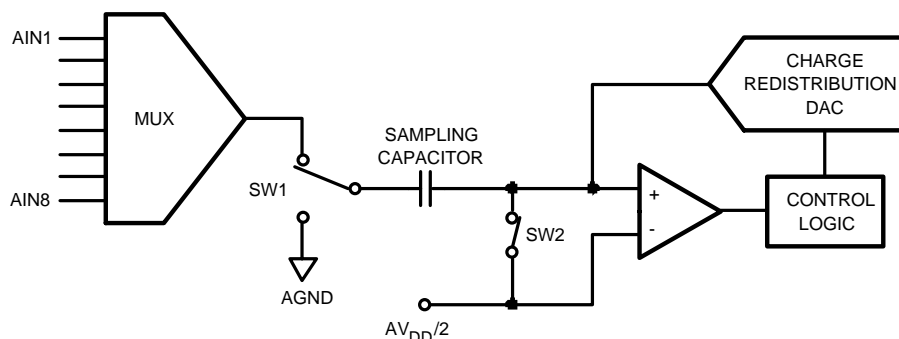 AIN1
AIN8
MUX
SW1
AGND
SAMPLING
CAPACITOR
SW2
AVDD/2
+
-
CHARGE
REDISTRIBUTION
DAC
CONTROL
LOGIC